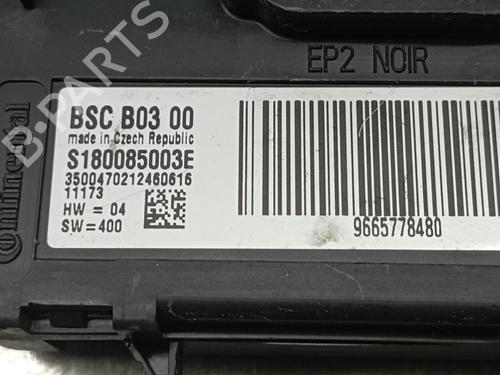 EP2 NOIR
BSC B03 00
made in Czech Republic
S180085003E
3500470212460616
11173
HW = 04
SW = 400
9665778480
Continental
B-PARTS